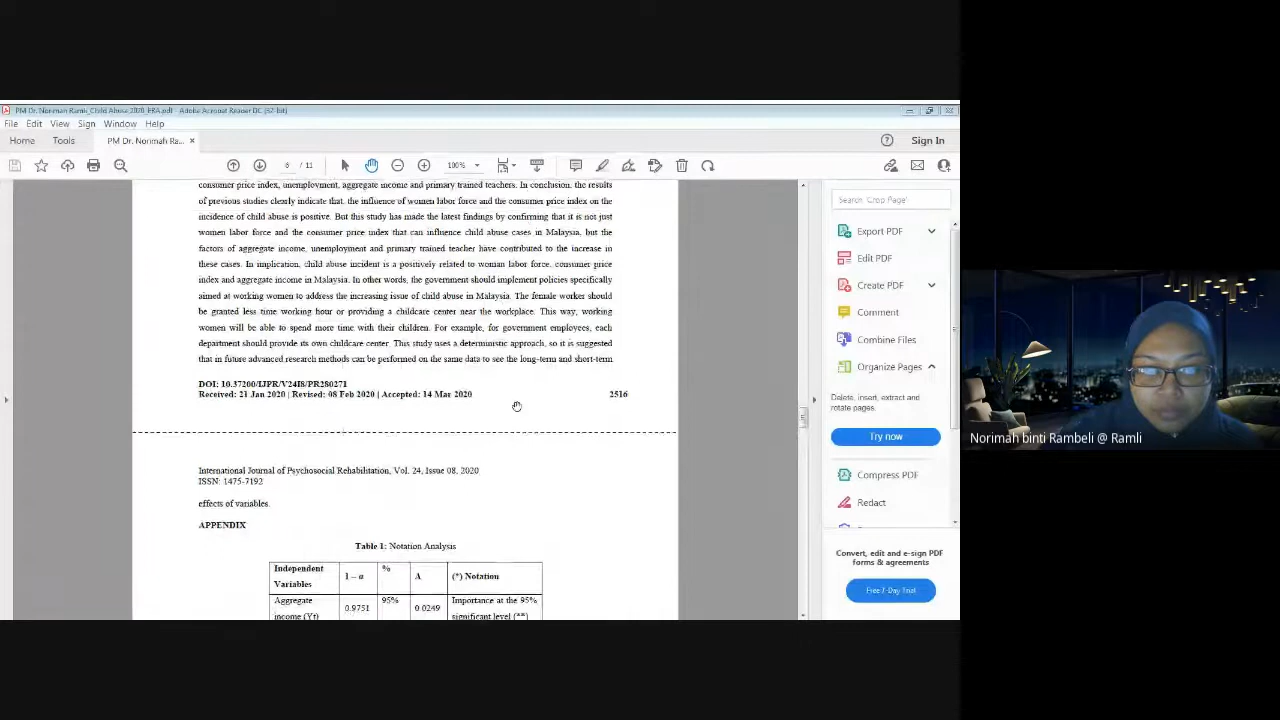 PM Dr. Norimah Ramli_Child Abuse_2020_ERA.pdf - Adobe Acrobat Reader DC (32-bit)
File Edit View Sign Window Help
Home Tools PM Dr. Norimah Ra... × Sign In
6 / 11 100%
consumer price index, unemployment, aggregate income and primary trained teachers. In conclusion, the results
of previous studies clearly indicate that, the influence of women labor force and the consumer price index on the
incidence of child abuse is positive. But this study has made the latest findings by confirming that it is not just
women labor force and the consumer price index that can influence child abuse cases in Malaysia, but the
factors of aggregate income, unemployment and primary trained teacher have contributed to the increase in
these cases. In implication, child abuse incident is a positively related to woman labor force, consumer price
index and aggregate income in Malaysia. In other words, the government should implement policies specifically
aimed at working women to address the increasing issue of child abuse in Malaysia. The female worker should
be granted less time working hour or providing a childcare center near the workplace. This way, working
women will be able to spend more time with their children. For example, for government employees, each
department should provide its own childcare center. This study uses a deterministic approach, so it is suggested
that in future advanced research methods can be performed on the same data to see the long-term and short-term
DOI: 10.37200/IJPR/V24I8/PR280271
Received: 21 Jan 2020 | Revised: 08 Feb 2020 | Accepted: 14 Mar 2020 2516
International Journal of Psychosocial Rehabilitation, Vol. 24, Issue 08, 2020
ISSN: 1475-7192
effects of variables.
APPENDIX
Table 1: Notation Analysis
Independent Variables 1 – α % A (*) Notation
Aggregate income (Yt) 0.9751 95% 0.0249 Importance at the 95% significant level (**)
Search 'Crop Page'
Export PDF
Edit PDF
Create PDF
Comment
Combine Files
Organize Pages
Delete, insert, extract and
rotate pages.
Try now
Compress PDF
Redact
Convert, edit and e-sign PDF
forms & agreements
Free 7-Day Trial
Norimah binti Rambeli @ Ramli